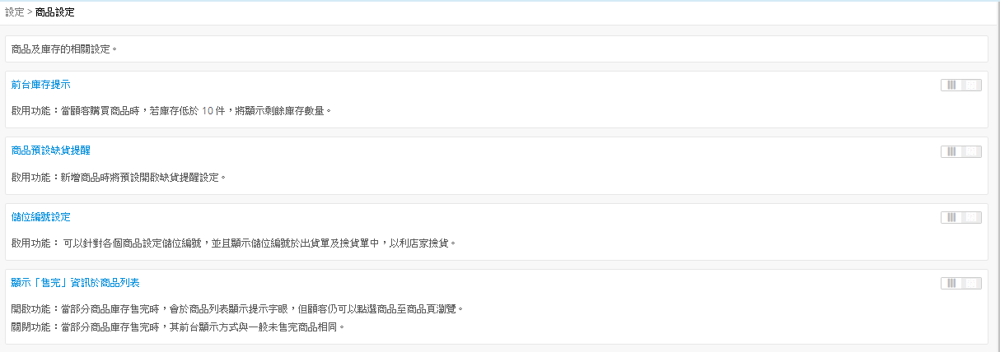 設定 > 商品設定
商品及庫存的相關設定。
前台庫存提示
啟用功能：當顧客購買商品時，若庫存低於 10 件，將顯示剩餘庫存數量。
商品預設缺貨提醒
啟用功能：新增商品時將預設開啟缺貨提醒設定。
儲位編號設定
啟用功能： 可以針對各個商品設定儲位編號，並且顯示儲位編號於出貨單及撿貨單中，以利店家撿貨。
顯示「售完」資訊於商品列表
開啟功能：當部分商品庫存售完時，會於商品列表顯示提示字眼，但顧客仍可以點選商品至商品頁瀏覽。
關閉功能：當部分商品庫存售完時，其前台顯示方式與一般未售完商品相同。